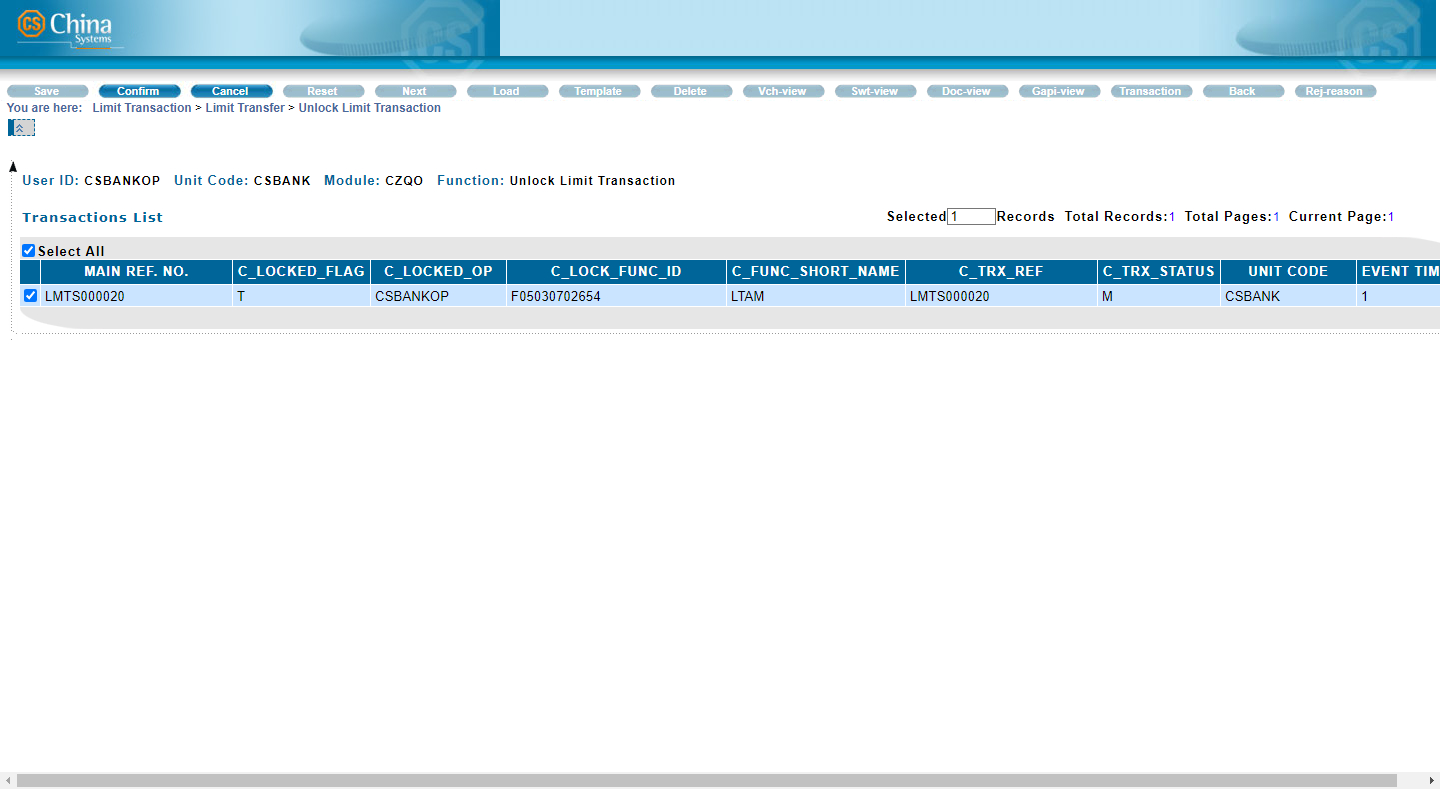 CS China
Systems
Save Confirm Cancel Reset Next Load Template Delete Vch-view Swt-view Doc-view Gapi-view Transaction Back Rej-reason
You are here: Limit Transaction > Limit Transfer > Unlock Limit Transaction
User ID: CSBANKOP Unit Code: CSBANK Module: CZQO Function: Unlock Limit Transaction
Transactions List Selected 1 Records Total Records:1 Total Pages:1 Current Page:1
Select All
MAIN REF. NO. C_LOCKED_FLAG C_LOCKED_OP C_LOCK_FUNC_ID C_FUNC_SHORT_NAME C_TRX_REF C_TRX_STATUS UNIT CODE EVENT TIM
LMTS000020 T CSBANKOP F05030702654 LTAM LMTS000020 M CSBANK 1